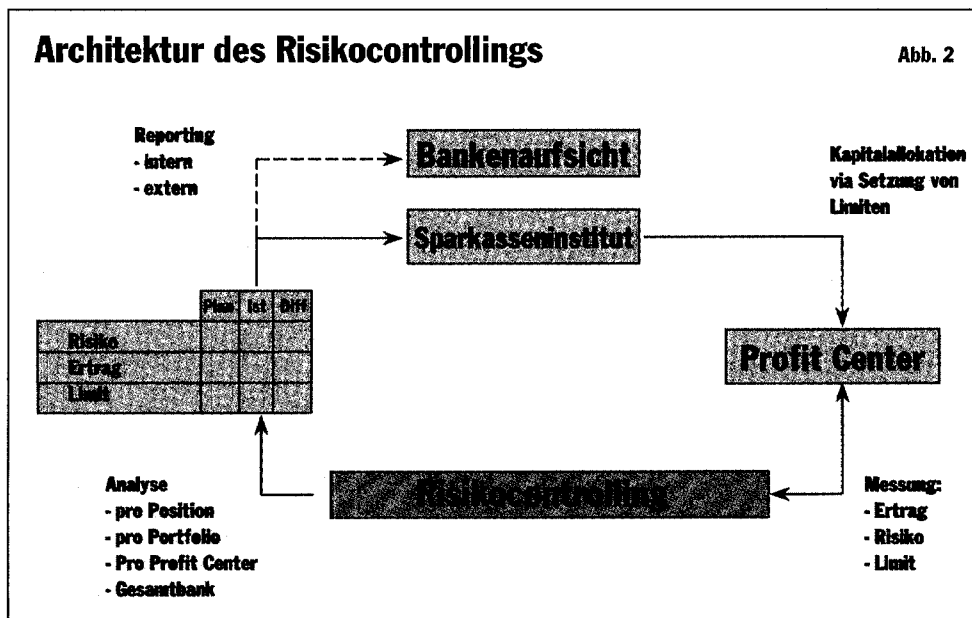 Architektur des Risikocontrollings
Abb. 2
Reporting
- intern
- extern
Bankenaufsicht
Kapitalallokation
via Setzung von
Limiten
Sparkasseninstitut
Plan Ist Diff
Risiko
Ertrag
Limit
Profit Center
Risikocontrolling
Analyse
- pro Position
- pro Portfolio
- Pro Profit Center
- Gesamtbank
Messung:
- Ertrag
- Risiko
- Limit